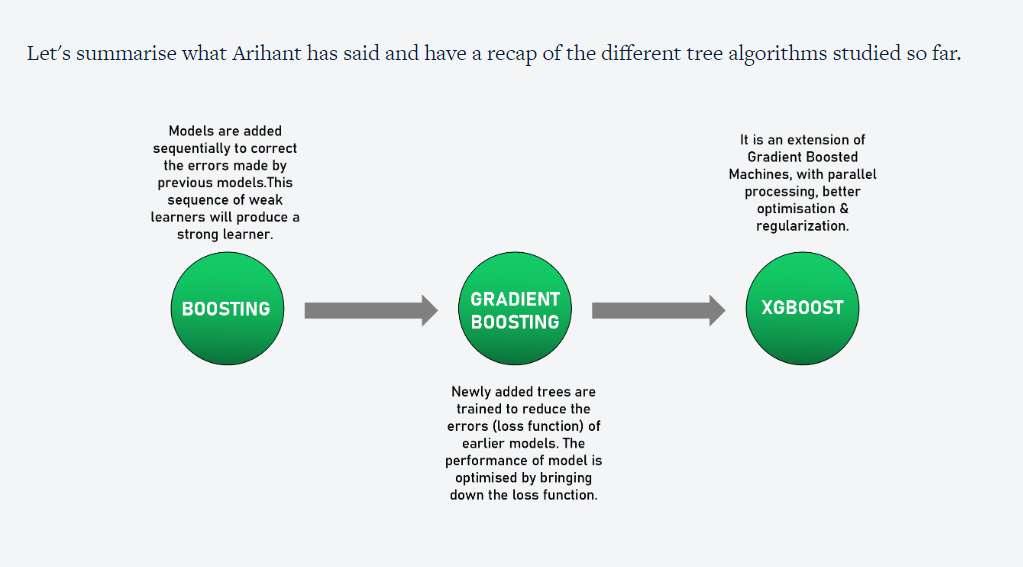 Let's summarise what Arihant has said and have a recap of the different tree algorithms studied so far.
Models are added
sequentially to correct
the errors made by
previous models.This
sequence of weak
learners will produce a
strong learner.
BOOSTING
GRADIENT
BOOSTING
Newly added trees are
trained to reduce the
errors (loss function) of
earlier models. The
performance of model is
optimised by bringing
down the loss function.
It is an extension of
Gradient Boosted
Machines, with parallel
processing, better
optimisation &
regularization.
XGBOOST